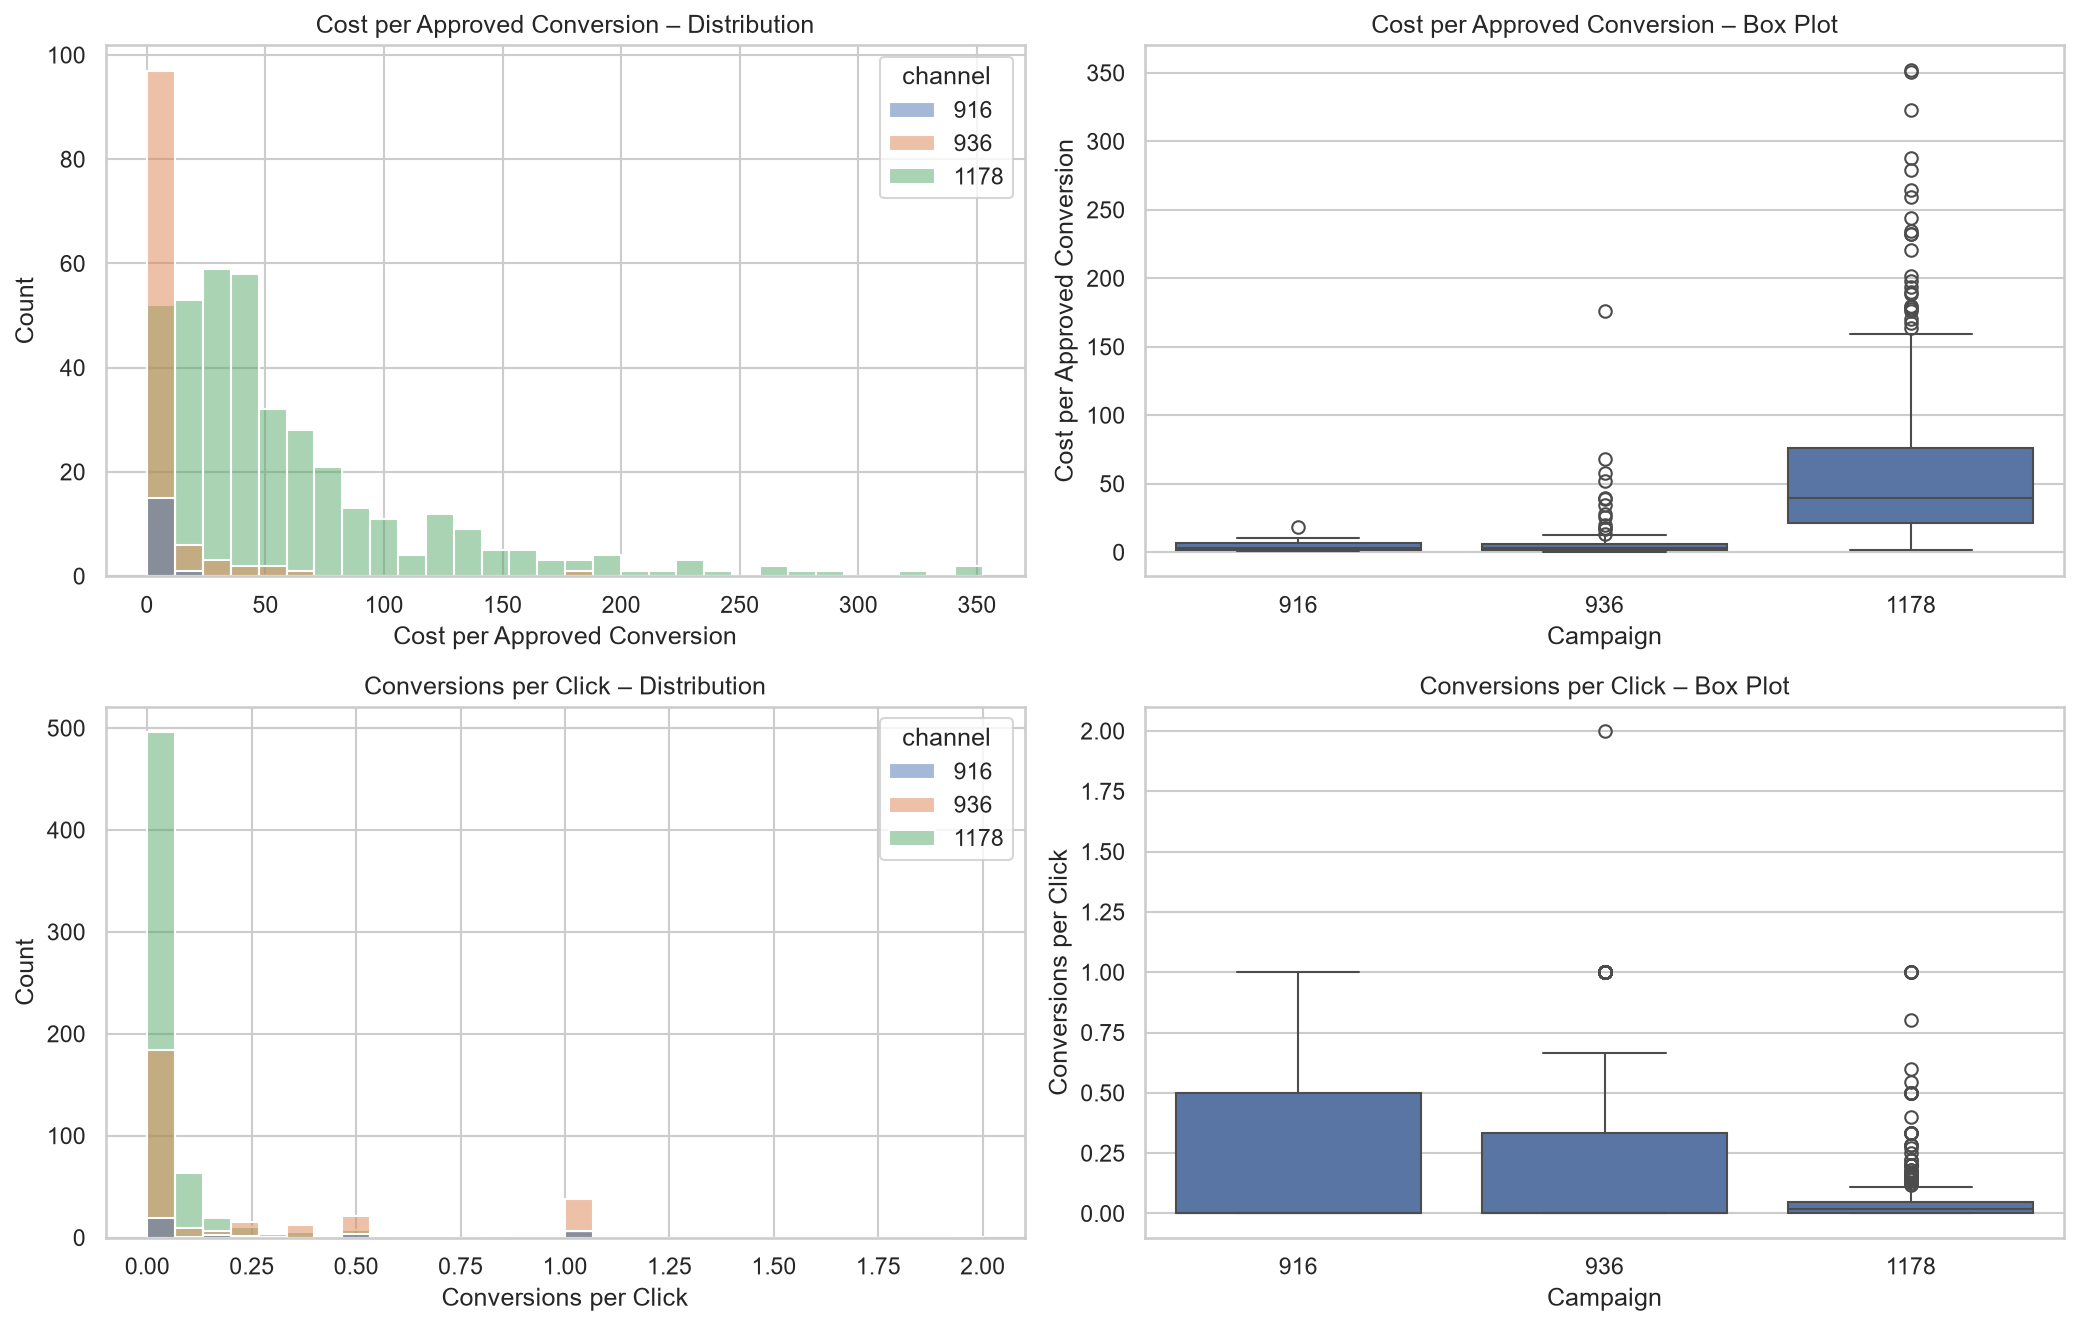 Cost per Approved Conversion – Distribution
100
80
60
40
20
0
Count
channel
916
936
1178
0 50 100 150 200 250 300 350
Cost per Approved Conversion
Cost per Approved Conversion – Box Plot
350
300
250
200
150
100
50
0
Cost per Approved Conversion
916 936 1178
Campaign
Conversions per Click – Distribution
500
400
300
200
100
0
Count
channel
916
936
1178
0.00 0.25 0.50 0.75 1.00 1.25 1.50 1.75 2.00
Conversions per Click
Conversions per Click – Box Plot
2.00
1.75
1.50
1.25
1.00
0.75
0.50
0.25
0.00
Conversions per Click
916 936 1178
Campaign